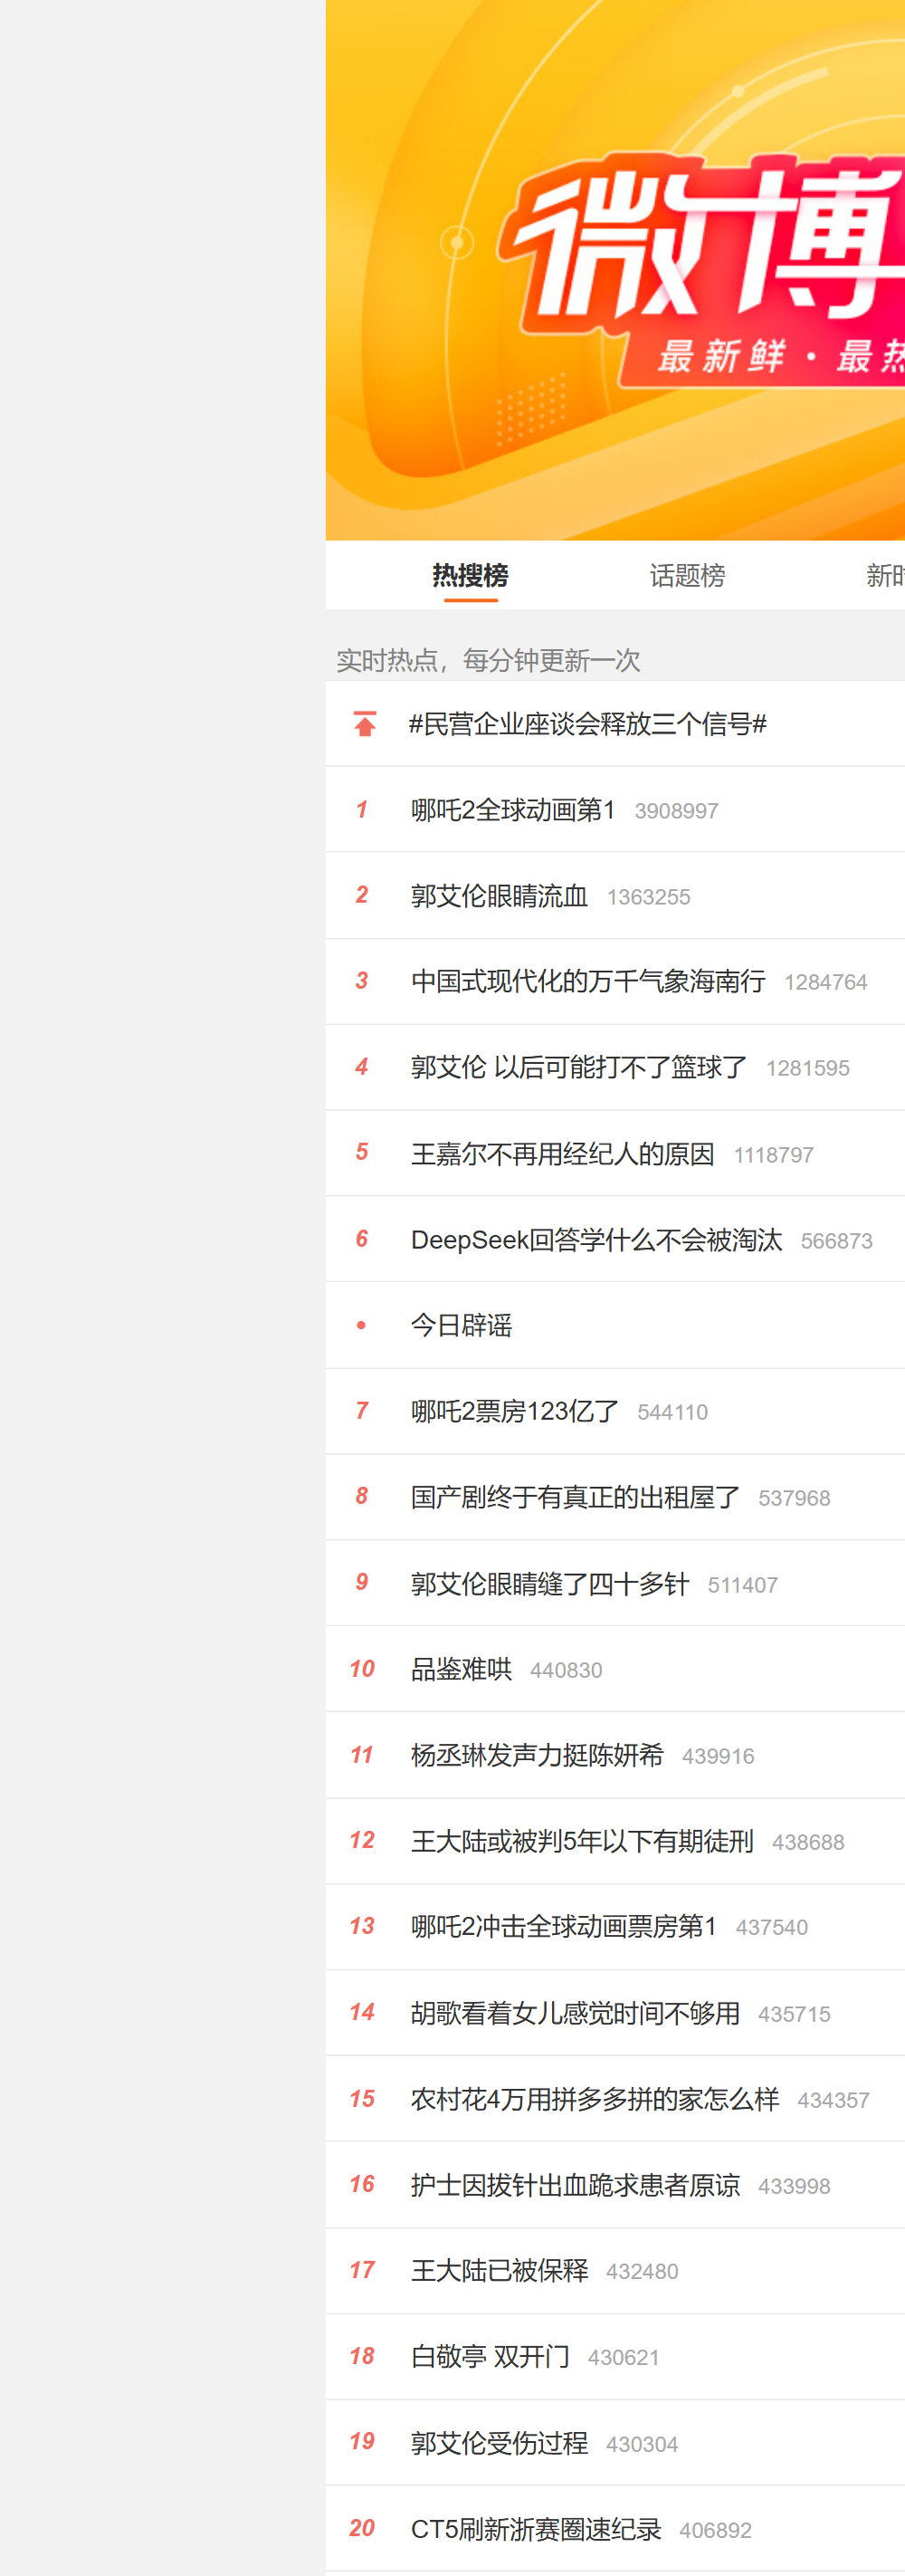 微博
最新鲜·最热
热搜榜 话题榜 新时
实时热点，每分钟更新一次
#民营企业座谈会释放三个信号#
1 哪吒2全球动画第1 3908997
2 郭艾伦眼睛流血 1363255
3 中国式现代化的万千气象海南行 1284764
4 郭艾伦 以后可能打不了篮球了 1281595
5 王嘉尔不再用经纪人的原因 1118797
6 DeepSeek回答学什么不会被淘汰 566873
• 今日辟谣
7 哪吒2票房123亿了 544110
8 国产剧终于有真正的出租屋了 537968
9 郭艾伦眼睛缝了四十多针 511407
10 品鉴难哄 440830
11 杨丞琳发声力挺陈妍希 439916
12 王大陆或被判5年以下有期徒刑 438688
13 哪吒2冲击全球动画票房第1 437540
14 胡歌看着女儿感觉时间不够用 435715
15 农村花4万用拼多多拼的家怎么样 434357
16 护士因拔针出血跪求患者原谅 433998
17 王大陆已被保释 432480
18 白敬亭 双开门 430621
19 郭艾伦受伤过程 430304
20 CT5刷新浙赛圈速纪录 406892